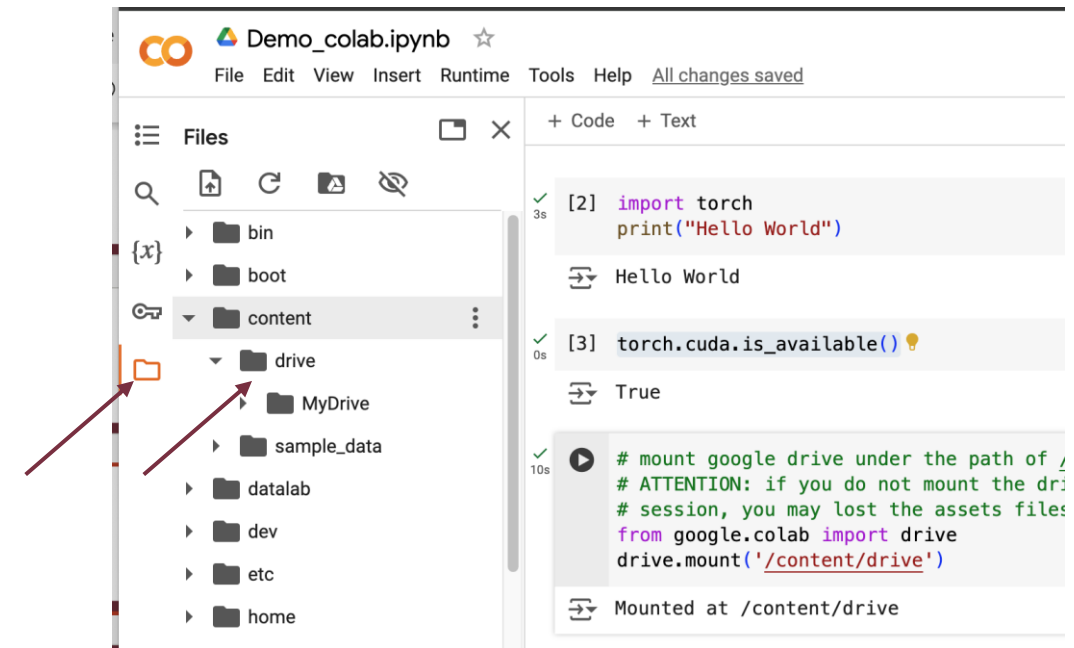 Demo_colab.ipynb
File Edit View Insert Runtime Tools Help All changes saved
Files
+ Code + Text
{x}
bin
boot
content
drive
MyDrive
sample_data
datalab
dev
etc
home
3s
[2] import torch
print("Hello World")
Hello World
0s
[3] torch.cuda.is_available()
True
10s
# mount google drive under the path of /
# ATTENTION: if you do not mount the dri
# session, you may lost the assets files
from google.colab import drive
drive.mount('/content/drive')
Mounted at /content/drive